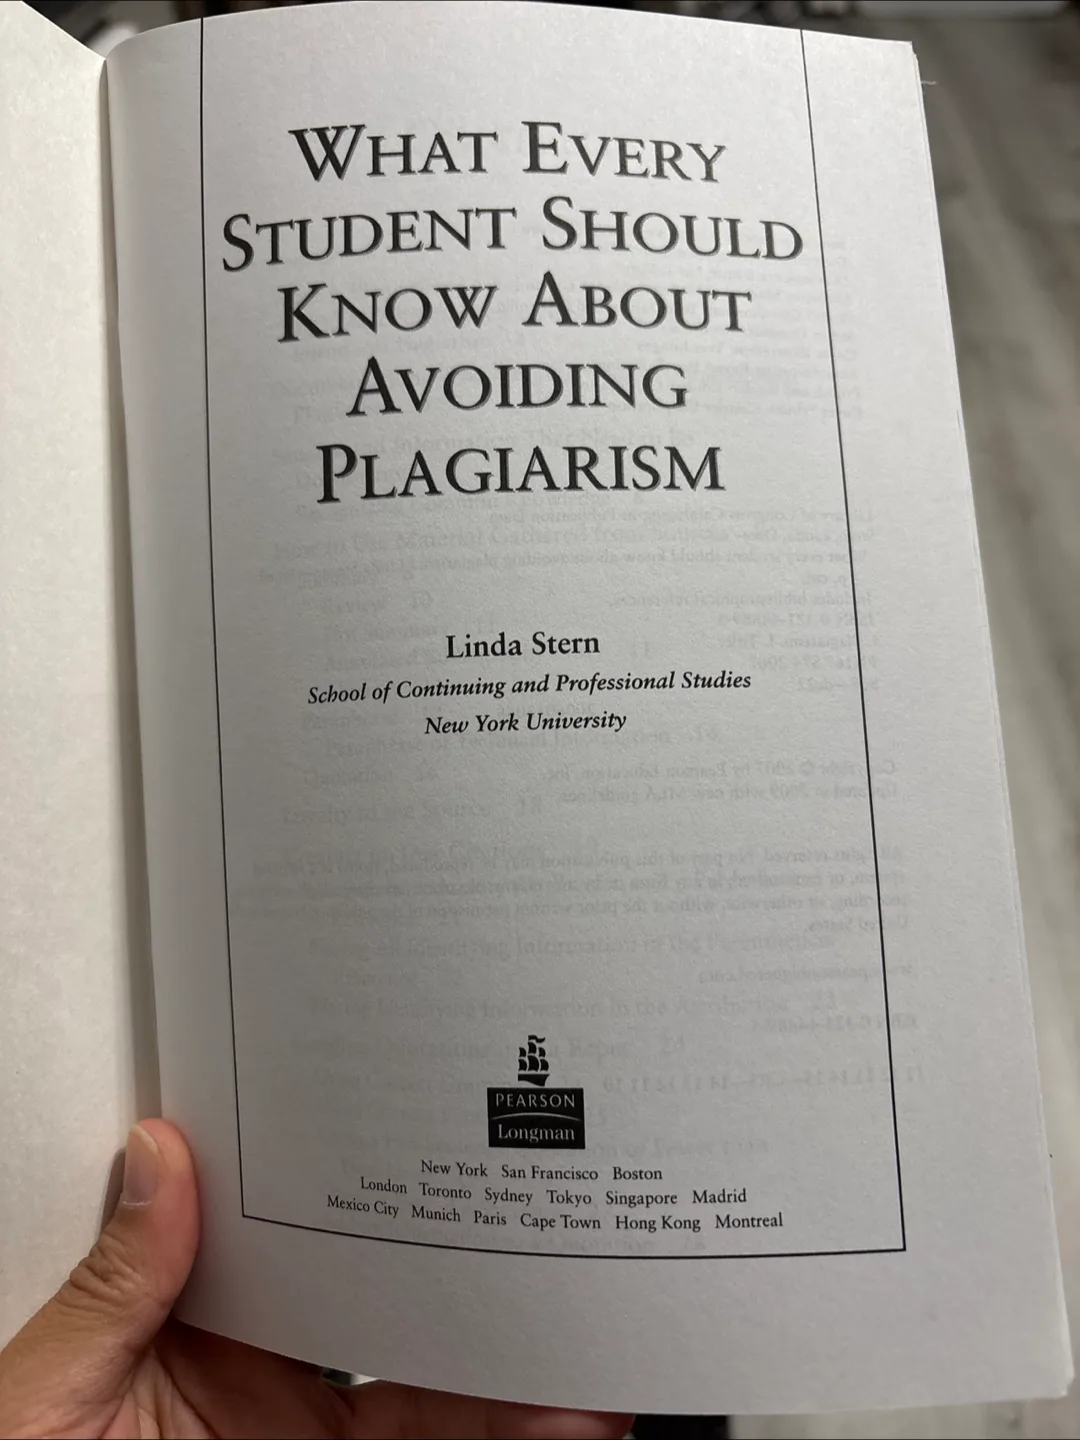 WHAT EVERY
STUDENT SHOULD
KNOW ABOUT
AVOIDING
PLAGIARISM
Linda Stern
School of Continuing and Professional Studies
New York University
PEARSON
Longman
New York San Francisco Boston
London Toronto Sydney Tokyo Singapore Madrid
Mexico City Munich Paris Cape Town Hong Kong Montreal